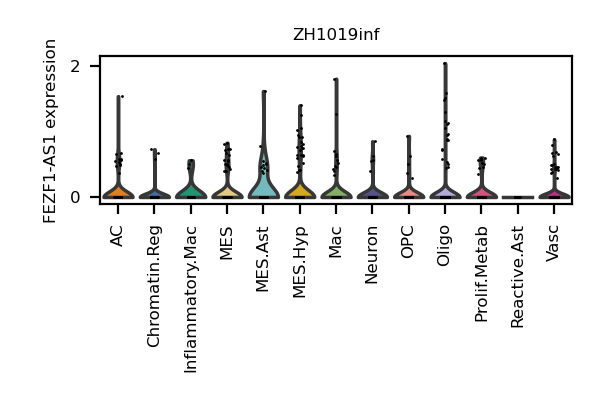 ZH1019inf
FEZF1-AS1 expression
2
0
AC
Chromatin.Reg
Inflammatory.Mac
MES
MES.Ast
MES.Hyp
Mac
Neuron
OPC
Oligo
Prolif.Metab
Reactive.Ast
Vasc